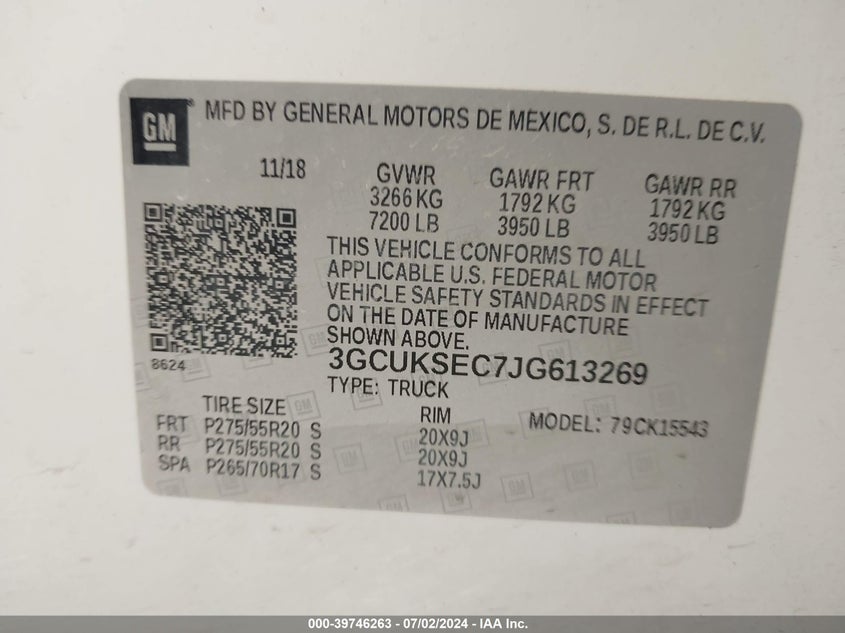 GM
MFD BY GENERAL MOTORS DE MEXICO, S. DE R.L. DE C.V.
11/18 GVWR GAWR FRT GAWR RR
3266 KG 1792 KG 1792 KG
7200 LB 3950 LB 3950 LB
THIS VEHICLE CONFORMS TO ALL
APPLICABLE U.S. FEDERAL MOTOR
VEHICLE SAFETY STANDARDS IN EFFECT
ON THE DATE OF MANUFACTURE
SHOWN ABOVE.
8624
3GCUKSEC7JG613269
TYPE: TRUCK
TIRE SIZE RIM MODEL: 79CK15543
FRT P275/55R20 S 20X9J
RR P275/55R20 S 20X9J
SPA P265/70R17 S 17X7.5J
000-39746263 - 07/02/2024 - IAA Inc.